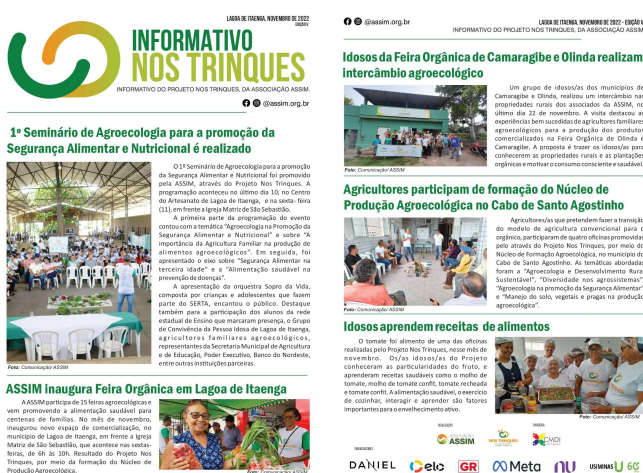 LAGOA DE ITAENGA, NOVEMBRO DE 2022
INFORMATIVO
NOS TRINQUES
INFORMATIVO DO PROJETO NOS TRINQUES, DA ASSOCIAÇÃO ASSIM.
@assim.org.br
1º Seminário de Agroecologia para a promoção da
Segurança Alimentar e Nutricional é realizado
O 1º Seminário de Agroecologia para a promoção
da Segurança Alimentar e Nutricional foi promovido
pela ASSIM, através do Projeto Nos Trinques. A
programação aconteceu no último dia 10, no Centro
do Artesanato de Lagoa de Itaenga, e na sexta- feira
(11), em frente a Igreja Matriz de São Sebastião.
A primeira parte da programação do evento
contou com a temática "Agroecologia na Promoção da
Segurança Alimentar e Nutricional" e sobre "A
importância da Agricultura Familiar na produção de
alimentos agroecológicos". Em seguida, foi
apresentado o eixo sobre "Segurança Alimentar na
terceira idade" e a "Alimentação saudável na
prevenção de doenças".
A apresentação da orquestra Sopro da Vida,
composta por crianças e adolescentes que fazem
parte do SERTA, encantou o público. Destaque
também para a participação dos alunos da rede
estadual de Ensino que marcaram presença, o Grupo
de Convivência da Pessoa Idosa de Lagoa de Itaenga,
agricultores familiares agroecológicos,
representantes da Secretaria Municipal de Agricultura
e de Educação, Poder Executivo, Banco do Nordeste,
entre outras instituições parceiras.
Foto: Comunicação/ ASSIM
ASSIM inaugura Feira Orgânica em Lagoa de Itaenga
A ASSIM participa de 15 feiras agroecológicas e
vem promovendo a alimentação saudável para
centenas de famílias. No mês de novembro,
inaugurou novo espaço de comercialização, no
município de Lagoa de Itaenga, em frente a Igreja
Matriz de São Sebastião, que acontece nas sextas-
feiras, de 6h às 10h. Resultado do Projeto Nos
Trinques, por meio da formação do Núcleo de
Produção Agroecológica.
Foto: Comunicação/ ASSIM
@assim.org.br
LAGOA DE ITAENGA, NOVEMBRO DE 2022 - EDIÇÃO
INFORMATIVO DO PROJETO NOS TRINQUES, DA ASSOCIAÇÃO ASSIM
Idosos da Feira Orgânica de Camaragibe e Olinda realizam
intercâmbio agroecológico
Um grupo de idosos/as dos municípios de
Camaragibe e Olinda, realizou um intercâmbio nas
propriedades rurais dos associados da ASSIM, no
último dia 22 de novembro. A visita destacou as
experiências bem sucedidas de agricultores familiares
agroecológicos para a produção dos produtos
comercializados na Feira Orgânica de Olinda e
Camaragibe. A proposta é trazer os idosos/as para
conhecerem as propriedades rurais e as plantações
orgânicas e motivar o consumo consciente e saudável.
Foto: Comunicação/ ASSIM
Agricultores participam de formação do Núcleo de
Produção Agroecológica no Cabo de Santo Agostinho
Agricultores/as que pretendem fazer a transição
do modelo de agricultura convencional para o
orgânico, participaram de quatro oficinas promovidas
pelo através do Projeto Nos Trinques, por meio do
Núcleo de Formação Agroecológica, no município do
Cabo de Santo Agostinho. As temáticas abordadas
foram a "Agroecologia e Desenvolvimento Rural
Sustentável", "Diversidade nos agrossistemas",
"Agroecologia na promoção da Segurança Alimentar"
e "Manejo do solo, vegetais e pragas na produção
agroecológica".
Foto: Comunicação/ ASSIM
Idosos aprendem receitas de alimentos
O tomate foi alimento de uma das oficinas
realizadas pelo Projeto Nos Trinques, nesse mês de
novembro. Os/as idosos/as do Projeto
conheceram as particularidades do fruto, e
aprenderam receitas saudáveis como o molho de
tomate, molho de tomate confit, tomate recheada
e tomate confit. A alimentação saudável, o exercício
de cozinhar, interagir e aprender são fatores
importantes para o envelhecimento ativo.
Foto: Comunicação/ ASSIM
ASSIM
NOS TRINQUES
CMDI
DANIEL
cielo
GR
Meta
nu
USIMINAS